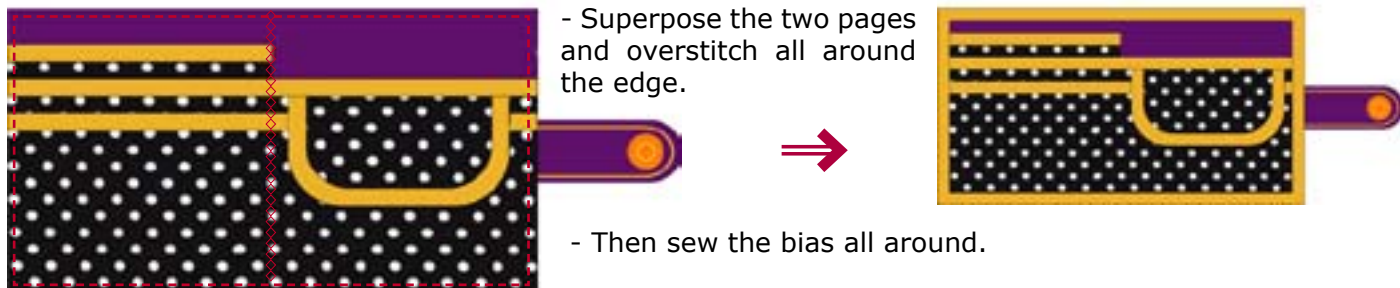 - Superpose the two pages
and overstitch all around
the edge.
- Then sew the bias all around.